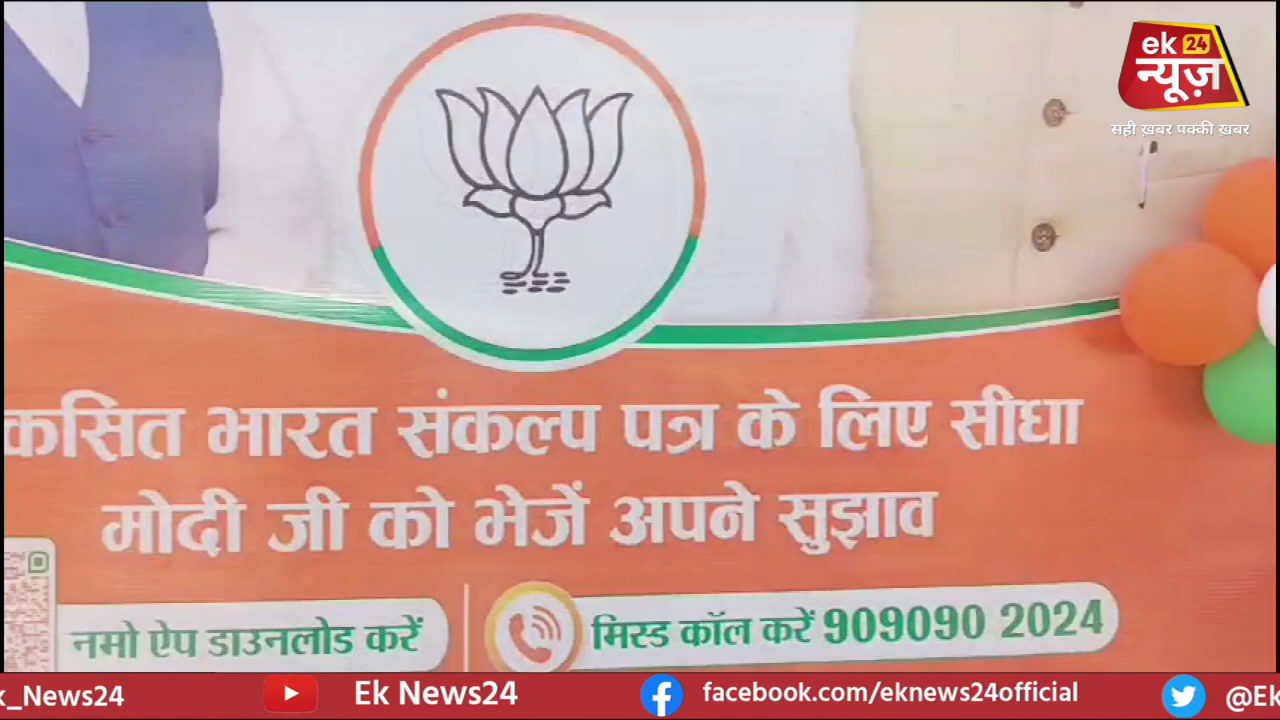 ek 24
न्यूज़
सही ख़बर पक्की ख़बर
कसित भारत संकल्प पत्र के लिए सीधा
मोदी जी को भेजें अपने सुझाव
नमो ऐप डाउनलोड करें
मिस्ड कॉल करें 909090 2024
k_News24
Ek News24
facebook.com/eknews24official
@Ek